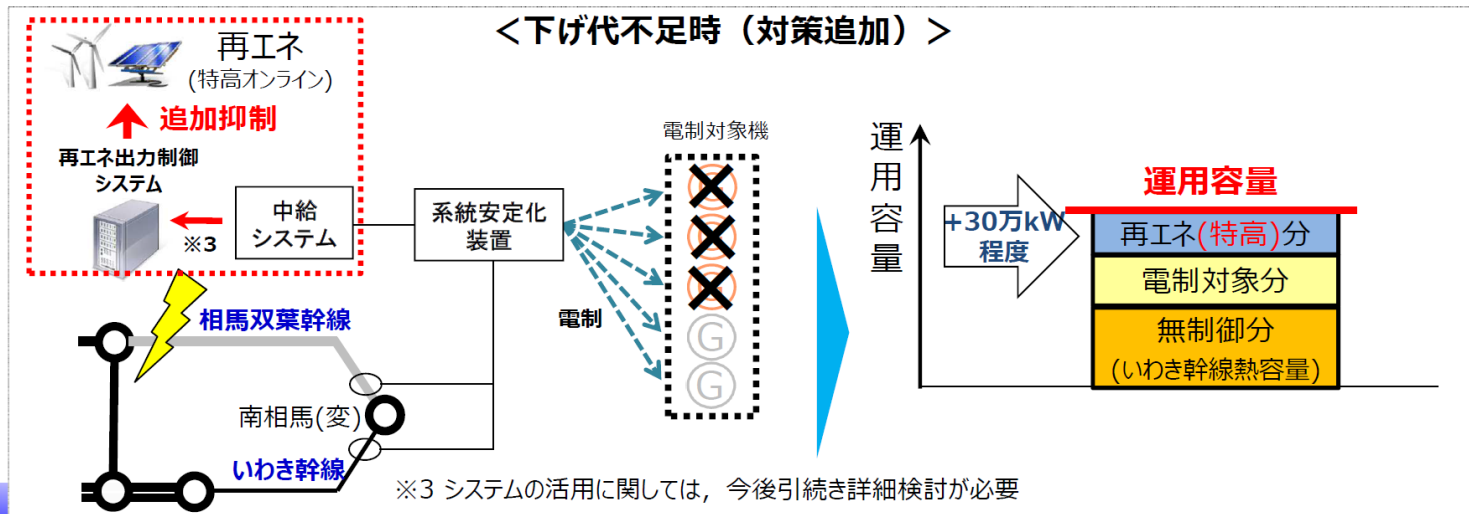 <下げ代不足時（対策追加）>
再エネ
(特高オンライン)
追加抑制
再エネ出力制御
システム
※3
中給
システム
系統安定化
装置
電制対象機
G
G
G
G
G
電制
相馬双葉幹線
南相馬(変)
いわき幹線
運用容量
+30万kW
程度
運用容量
再エネ(特高)分
電制対象分
無制御分
(いわき幹線熱容量)
※3 システムの活用に関しては，今後引続き詳細検討が必要